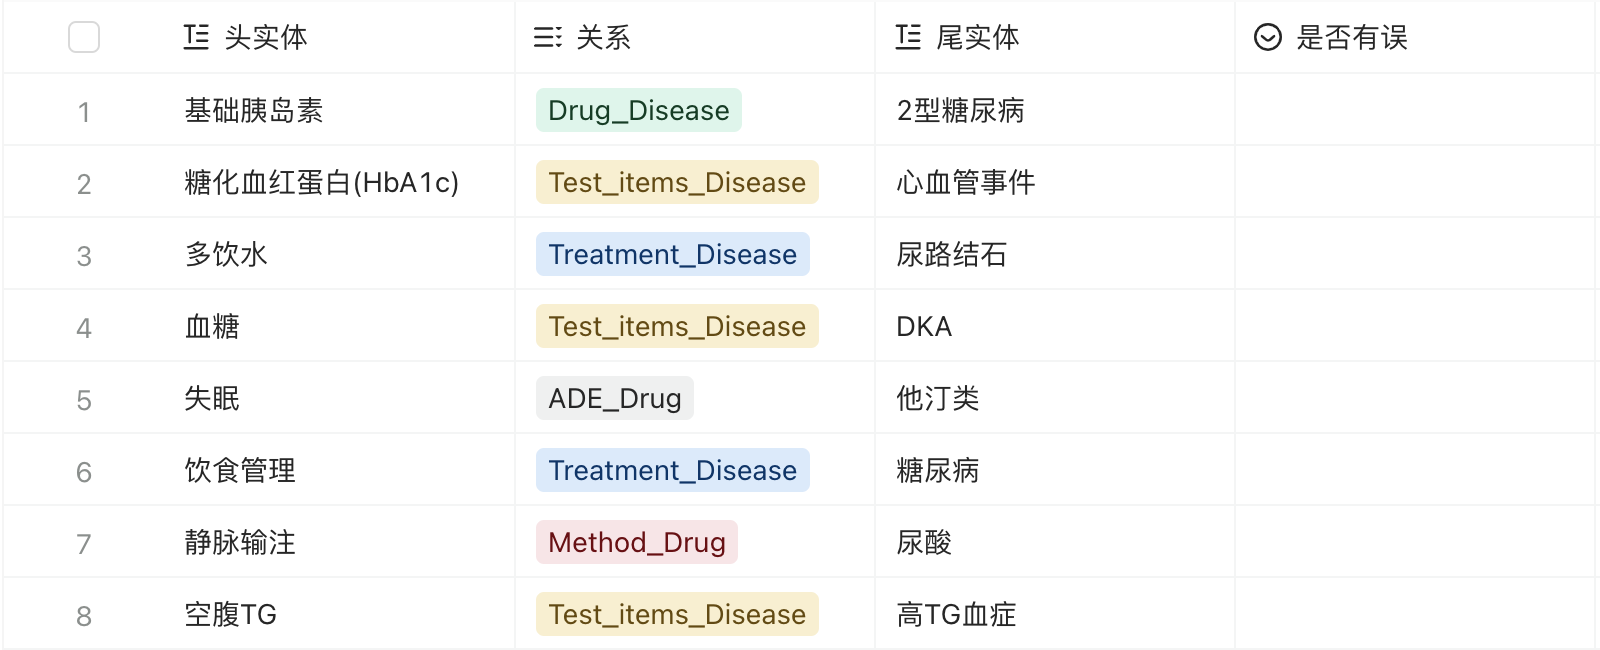 头实体 关系 尾实体 是否有误
1 基础胰岛素 Drug_Disease 2型糖尿病
2 糖化血红蛋白(HbA1c) Test_items_Disease 心血管事件
3 多饮水 Treatment_Disease 尿路结石
4 血糖 Test_items_Disease DKA
5 失眠 ADE_Drug 他汀类
6 饮食管理 Treatment_Disease 糖尿病
7 静脉输注 Method_Drug 尿酸
8 空腹TG Test_items_Disease 高TG血症